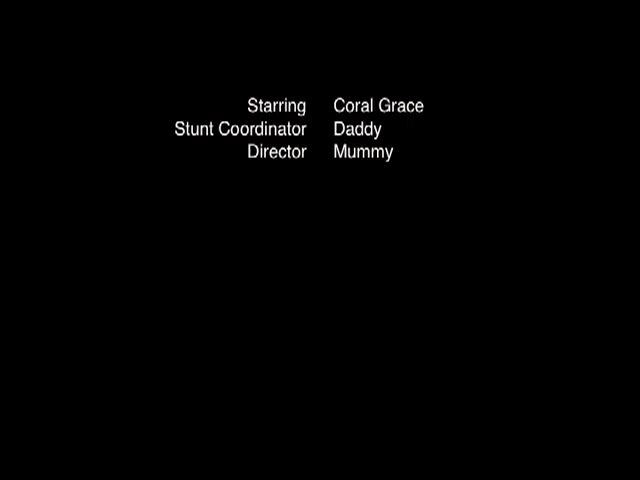 Starring Coral Grace
Stunt Coordinator Daddy
Director Mummy